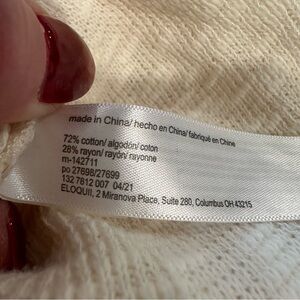 made in China/ hecho en China/ fabriqué en Chine
72% cotton/ algodón/ coton
28% rayon/ rayón/ rayonne
m-142711
po 27698/27699
132 7812 007 04/21
ELOQUII, 2 Miranova Place, Suite 280, Columbus OH 43215